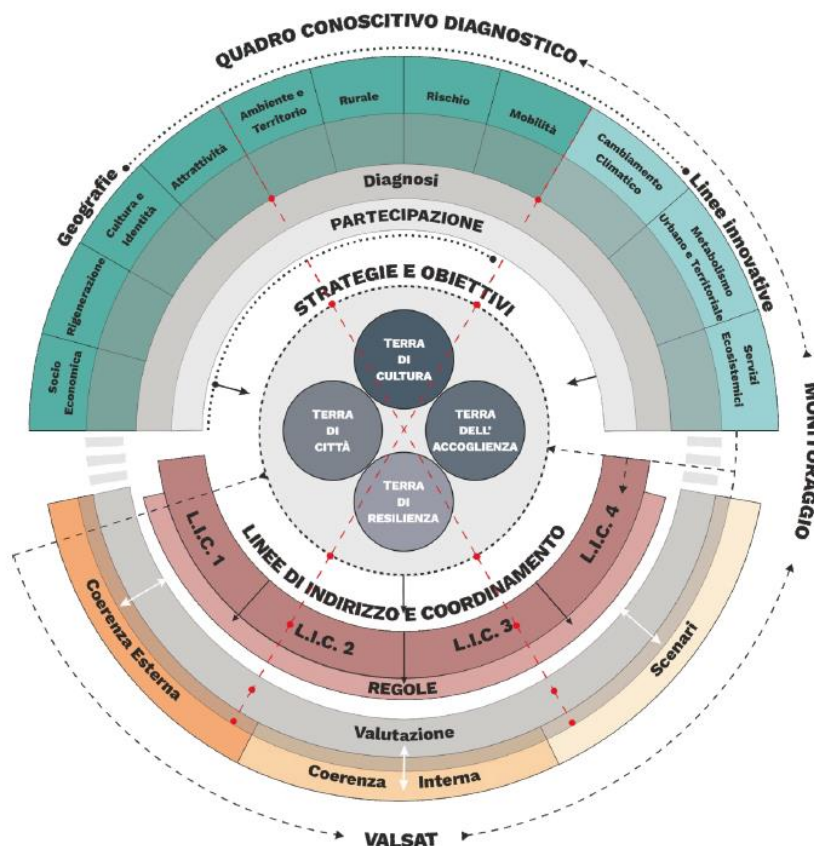 QUADRO CONOSCITIVO DIAGNOSTICO
Geografie
Linee innovative
Socio
Economica
Rigenerazione
Cultura e
Identità
Attrattività
Ambiente e
Territorio
Rurale
Rischio
Mobilità
Cambiamento
Climatico
Metabolismo
Urbano e Territoriale
Servizi
Ecosistemici
Diagnosi
PARTECIPAZIONE
STRATEGIE E OBIETTIVI
TERRA
DI
CULTURA
TERRA
DI
CITTÀ
TERRA
DELL'
ACCOGLIENZA
TERRA
DI
RESILIENZA
MONITORAGGIO
LINEE DI INDIRIZZO E COORDINAMENTO
L.I.C. 1
L.I.C. 2
L.I.C. 3
L.I.C. 4
REGOLE
Valutazione
Coerenza Esterna
Coerenza Interna
Scenari
VALSAT